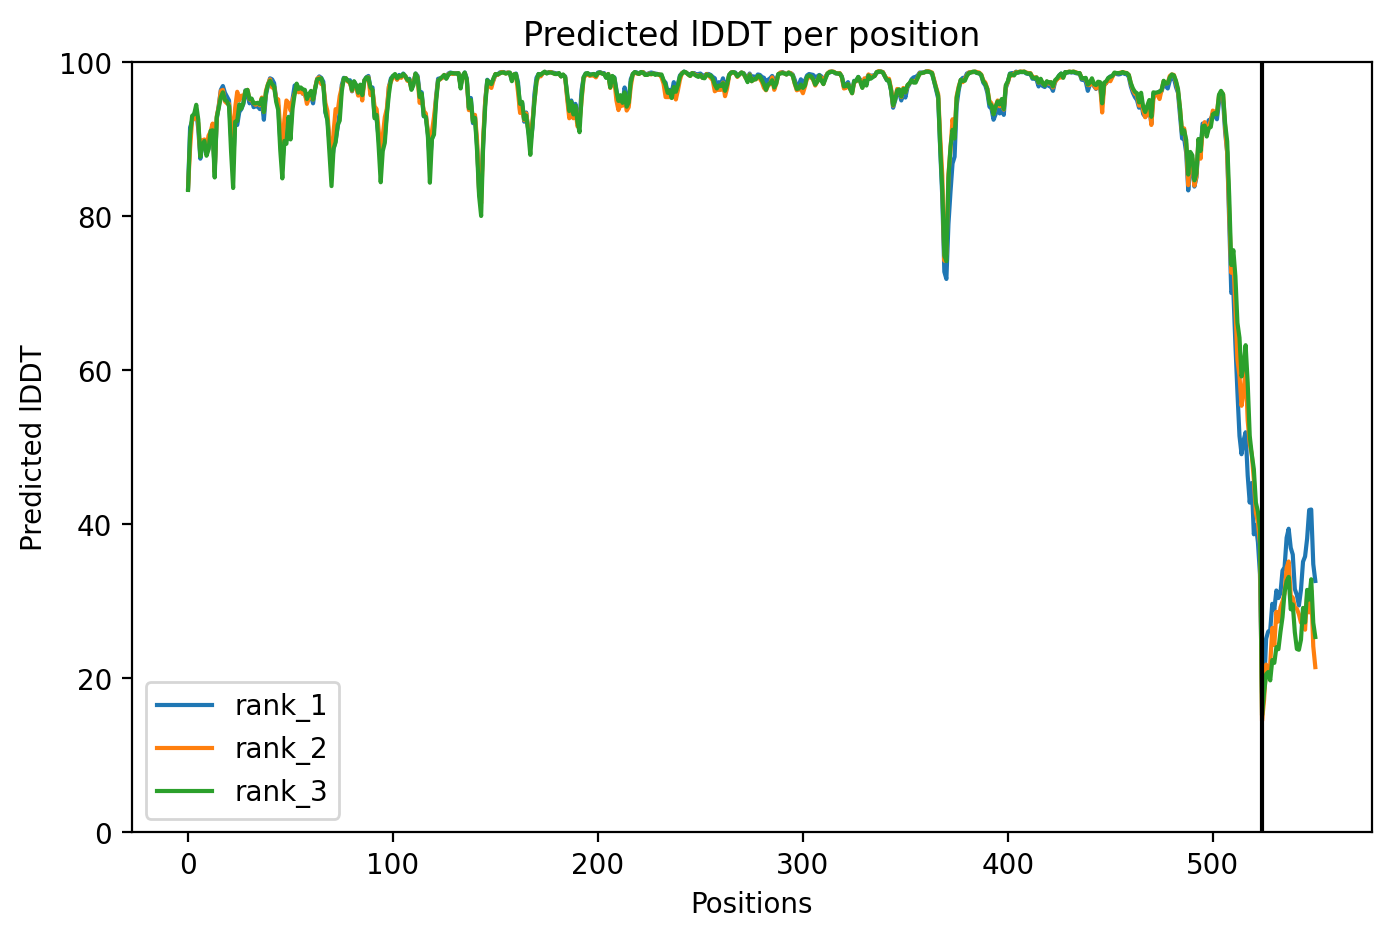 Predicted lDDT per position
100
80
60
40
20
0
Predicted lDDT
rank_1
rank_2
rank_3
0 100 200 300 400 500
Positions